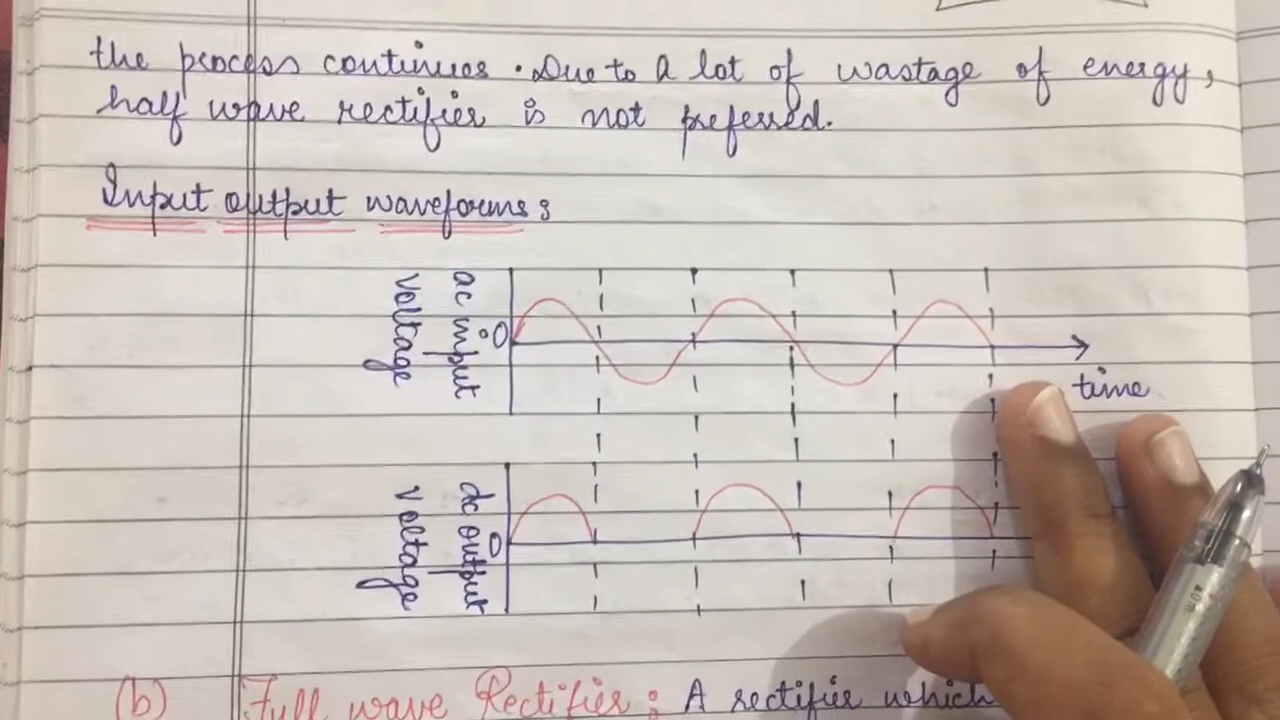 the process continues. Due to a lot of wastage of energy,
half wave rectifier is not preferred.
Input output waveforms:
ac input
voltage
0
time
dc output
voltage
0
(b) Full wave Rectifier: A rectifier which